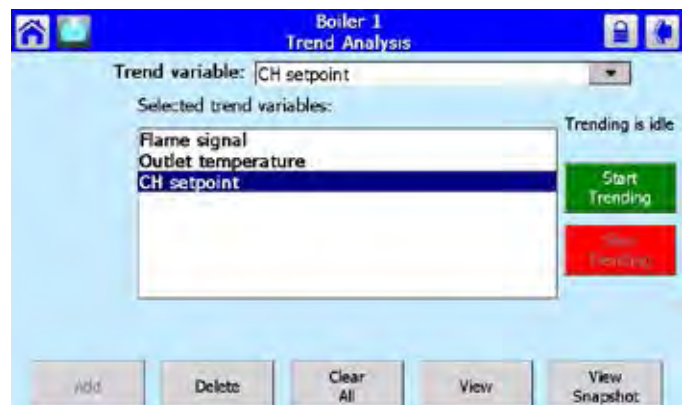 Boiler 1
Trend Analysis
Trend variable: CH setpoint
Selected trend variables:
Trending is idle
Flame signal
Outlet temperature
CH setpoint
Start
Trending
Stop
Trending
Add
Delete
Clear
All
View
View
Snapshot